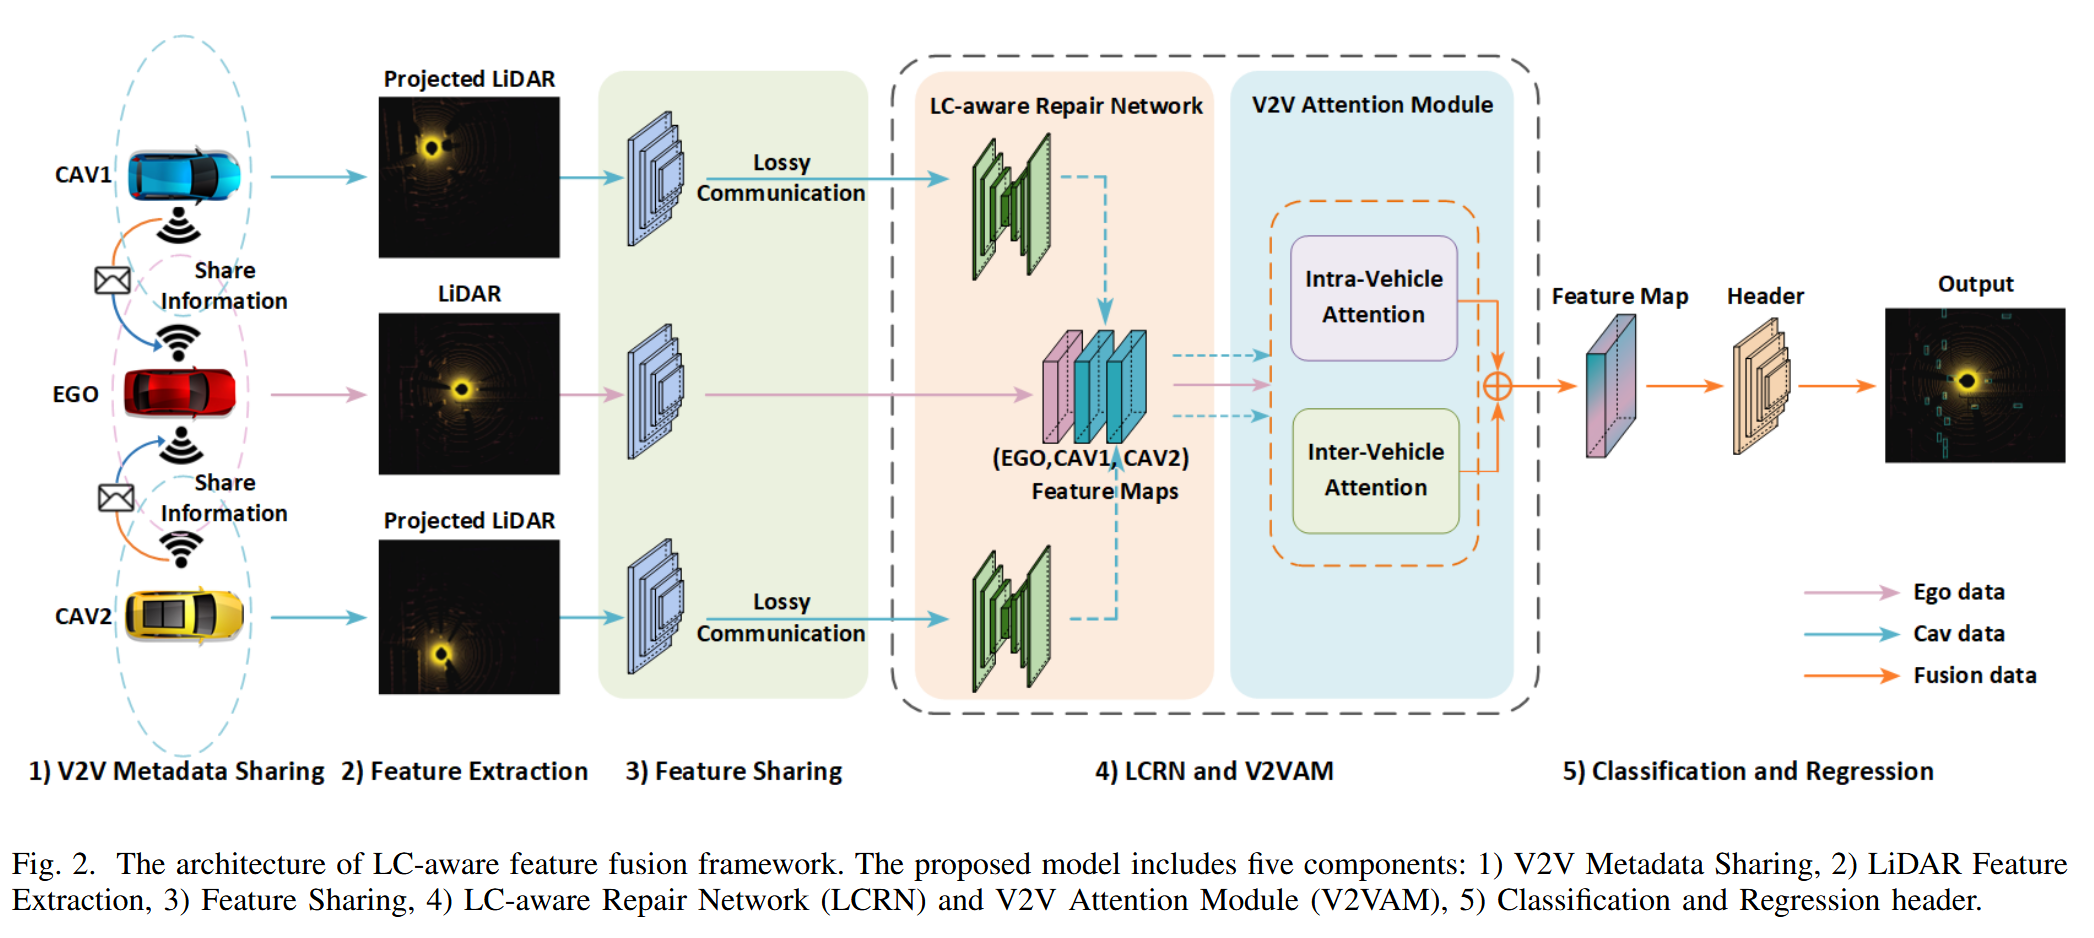 Projected LiDAR
CAV1
Share
Information
LiDAR
EGO
Share
Information
Projected LiDAR
CAV2
Lossy
Communication
Lossy
Communication
LC-aware Repair Network
(EGO,CAV1, CAV2)
Feature Maps
V2V Attention Module
Intra-Vehicle
Attention
Inter-Vehicle
Attention
Feature Map
Header
Output
Ego data
Cav data
Fusion data
1) V2V Metadata Sharing
2) Feature Extraction
3) Feature Sharing
4) LCRN and V2VAM
5) Classification and Regression
Fig. 2. The architecture of LC-aware feature fusion framework. The proposed model includes five components: 1) V2V Metadata Sharing, 2) LiDAR Feature
Extraction, 3) Feature Sharing, 4) LC-aware Repair Network (LCRN) and V2V Attention Module (V2VAM), 5) Classification and Regression header.